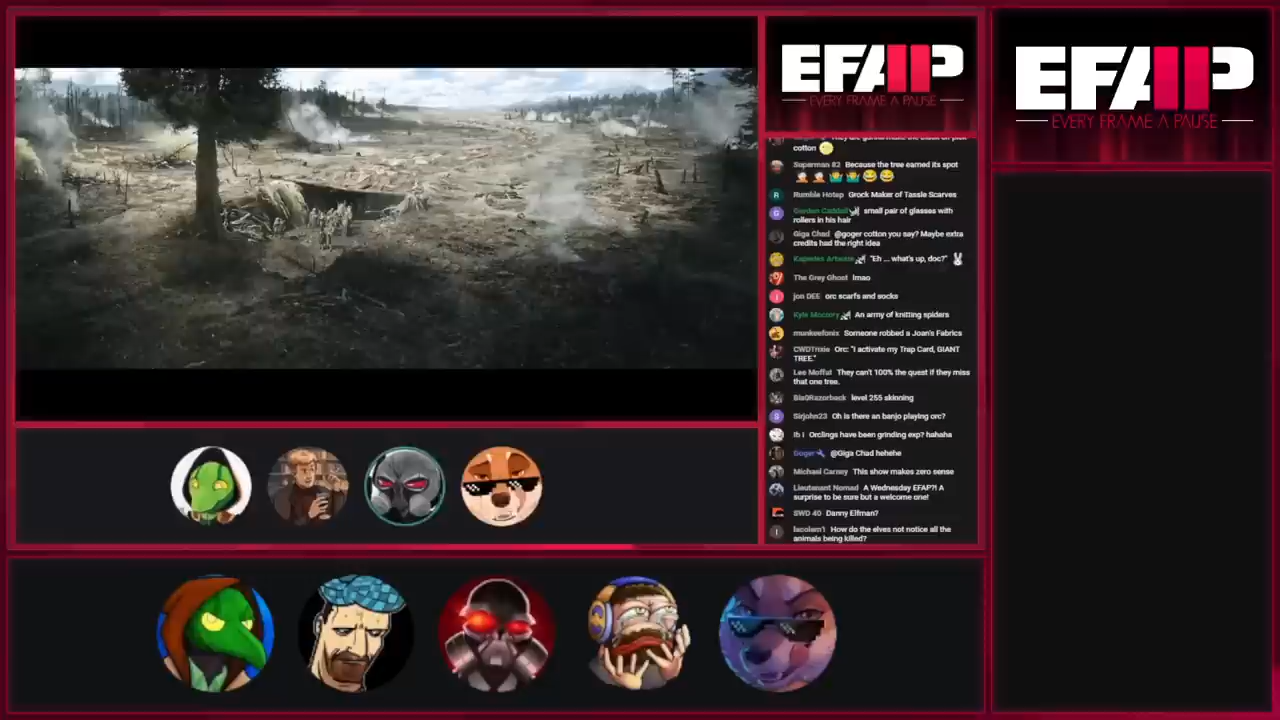 EFAP
EVERY FRAME A PAUSE
EFAP
EVERY FRAME A PAUSE
cotton
Superman 82 Because the tree earned its spot
Rumble Hotep Grock Maker of Tassle Scarves
small pair of glasses with
rollers in his hair
Giga Chad @goger cotton you say? Maybe extra
credits had the right idea
"Eh ... what's up, doc?"
The Grey Ghost lmao
jon DEE orc scarfs and socks
An army of knitting spiders
munkeefonix Someone robbed a Joan's Fabrics
Orc: "I activate my Trap Card, GIANT
TREE."
Lee Moffat They can't 100% the quest if they miss
that one tree.
level 255 skinning
Sirjohn23 Oh is there an banjo playing orc?
Orclings have been grinding exp? hahaha
Goger @Giga Chad hehehe
Michael Carney This show makes zero sense
Lieutenant Nomad A Wednesday EFAP?! A
surprise to be sure but a welcome one!
SWD 40 Danny Elfman?
How do the elves not notice all the
animals being killed?